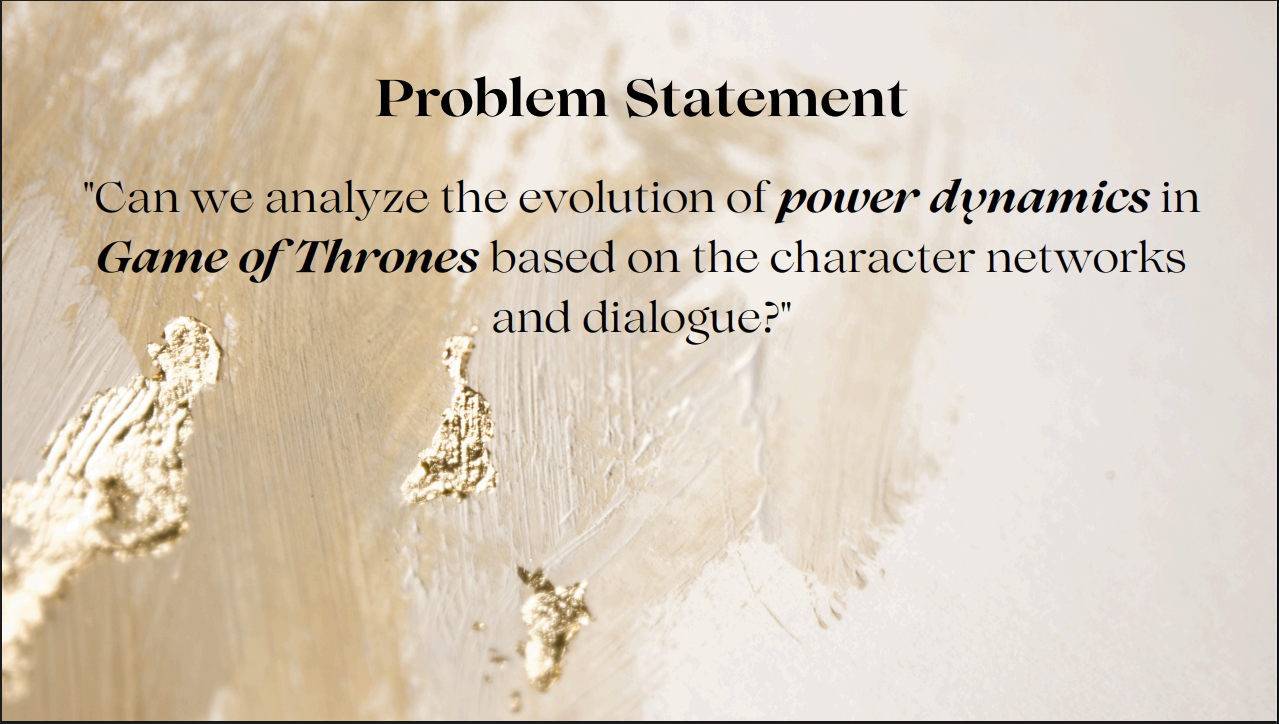 Problem Statement
"Can we analyze the evolution of power dynamics in
Game of Thrones based on the character networks
and dialogue?"